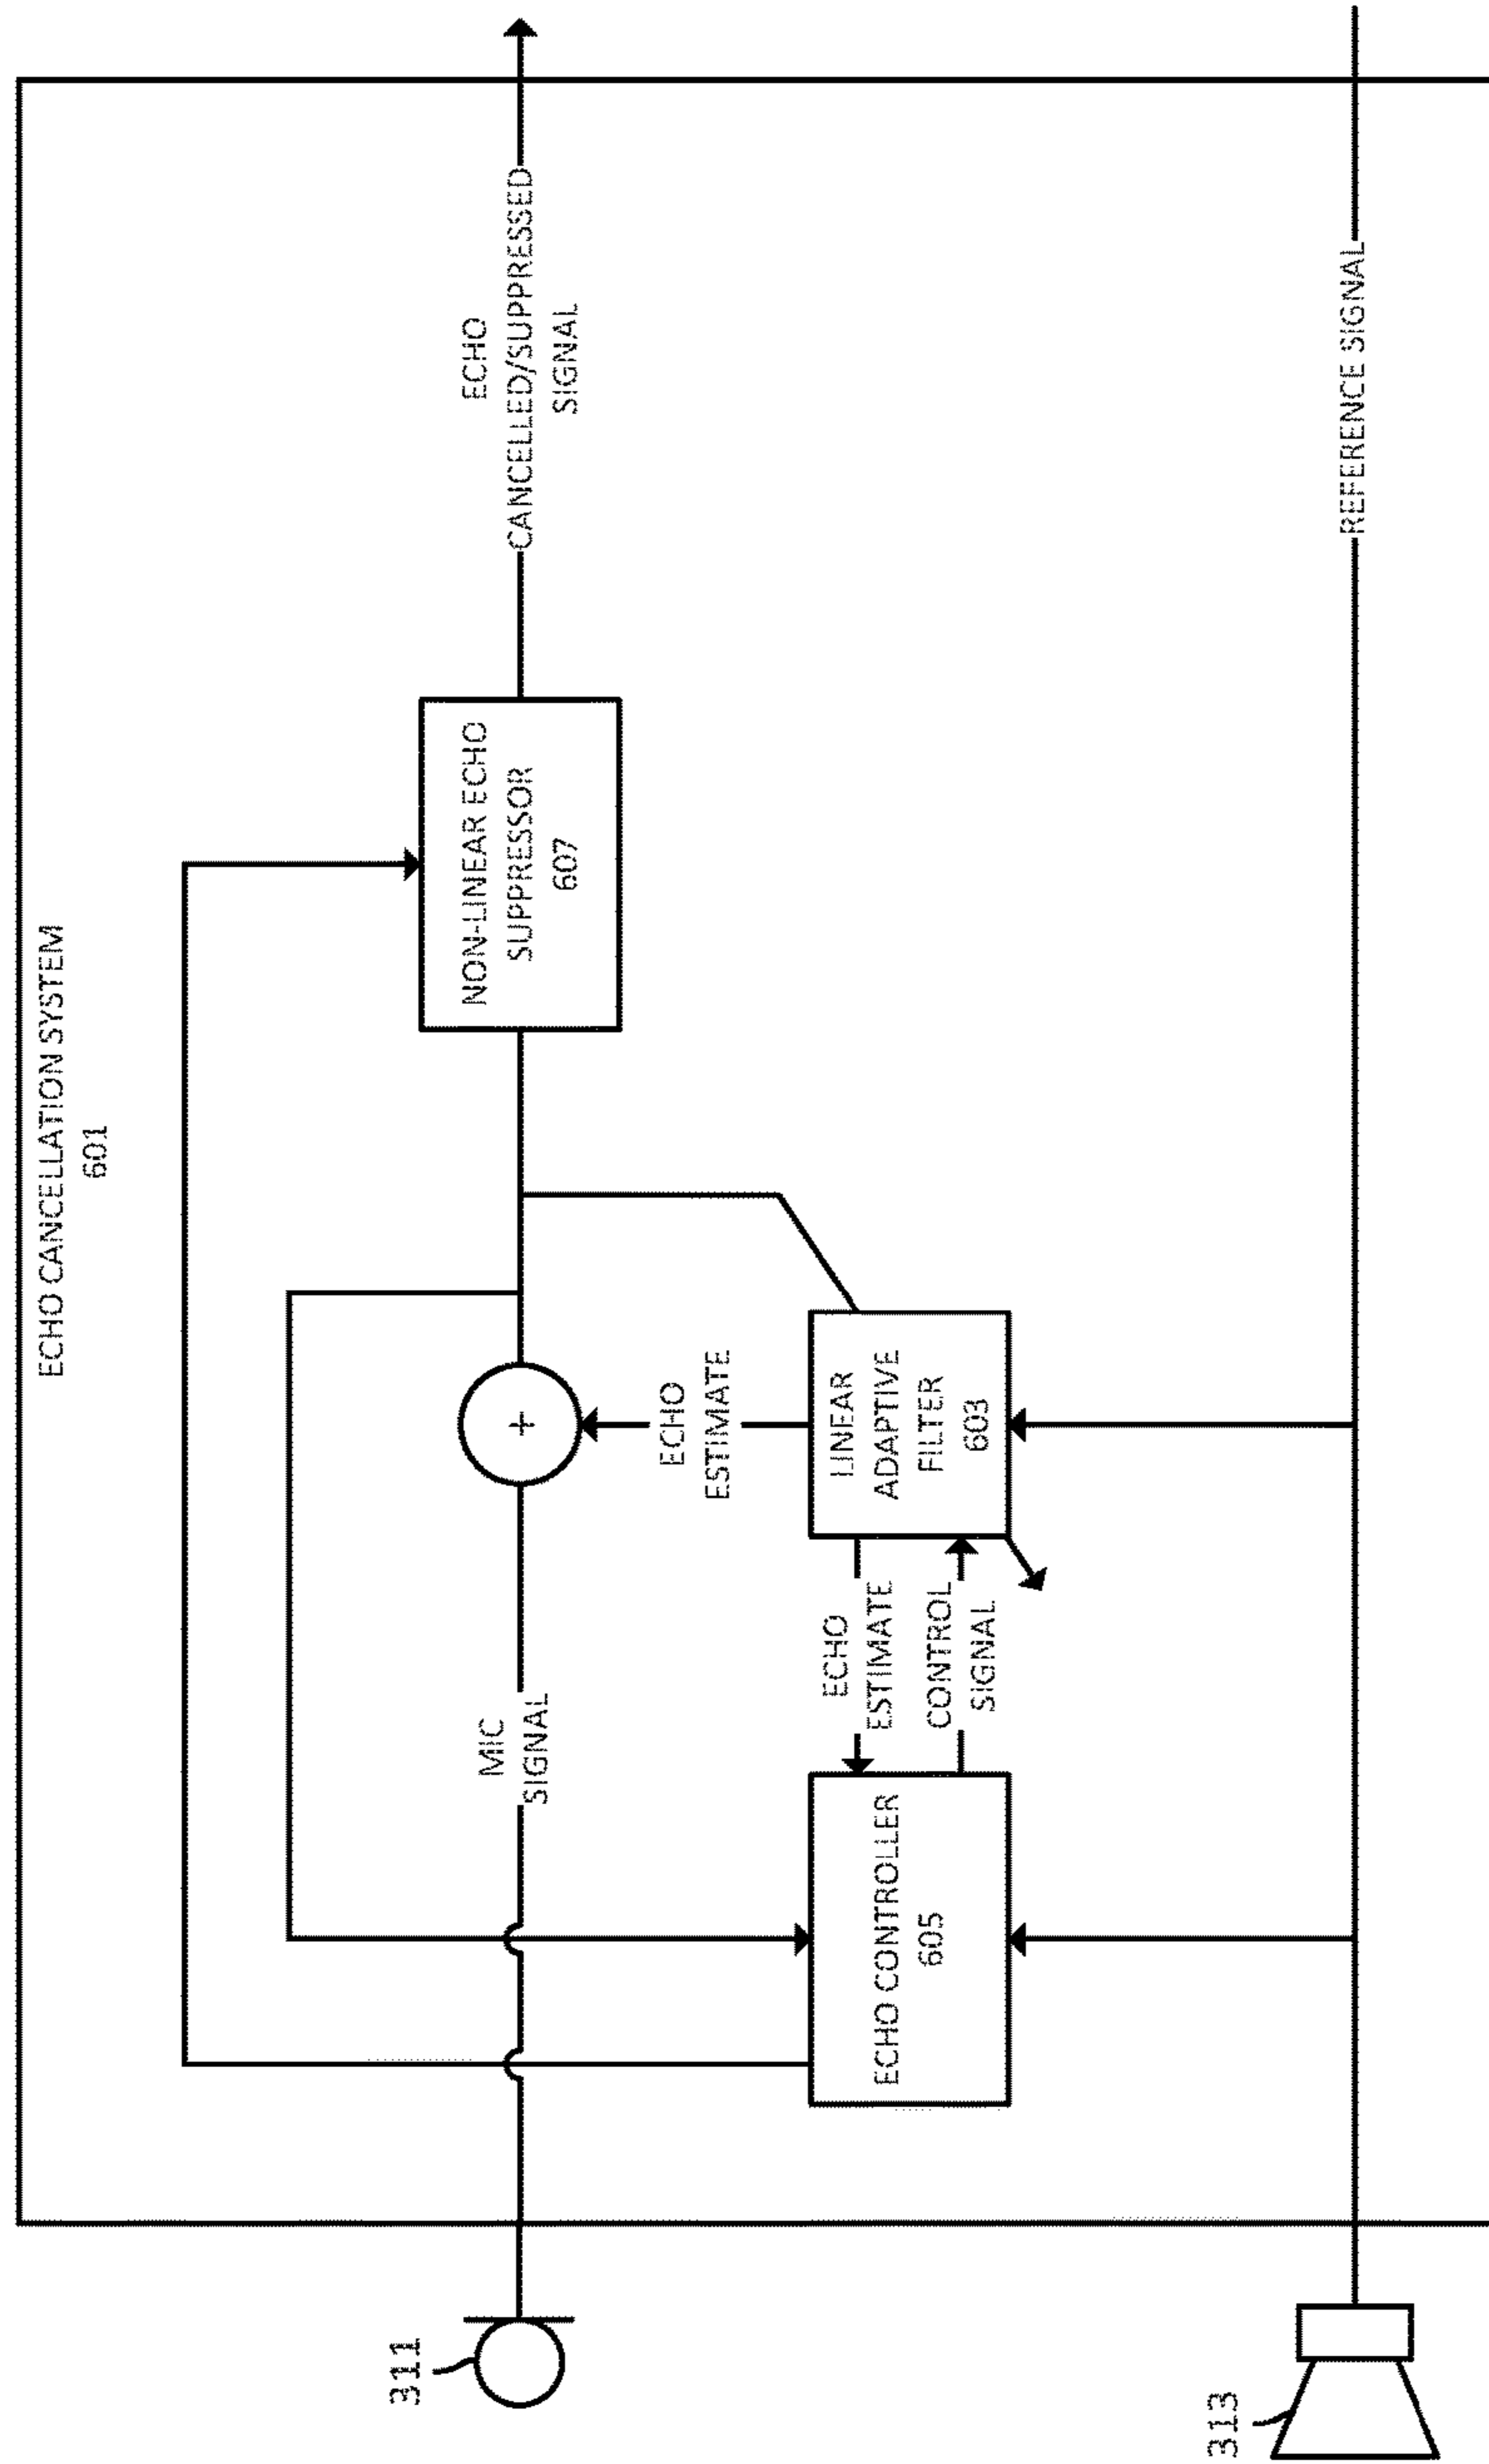 ECHO CANCELLATION SYSTEM
601
311
MIC
SIGNAL
+
NON-LINEAR ECHO
SUPPRESSOR
607
ECHO
CANCELLED/SUPPRESSED
SIGNAL
ECHO
ESTIMATE
ECHO CONTROLLER
605
ECHO
ESTIMATE
CONTROL
SIGNAL
LINEAR
ADAPTIVE
FILTER
603
313
REFERENCE SIGNAL